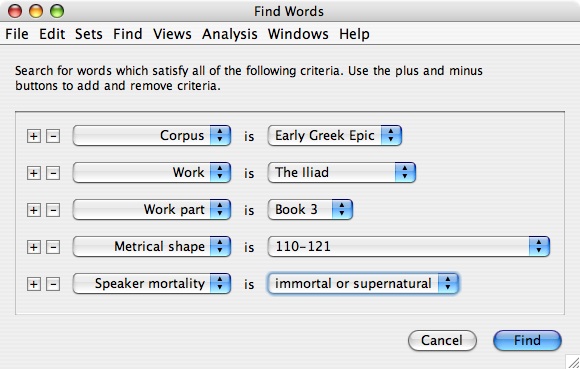 Find Words
File Edit Sets Find Views Analysis Windows Help
Search for words which satisfy all of the following criteria. Use the plus and minus
buttons to add and remove criteria.
+ - Corpus is Early Greek Epic
+ - Work is The Iliad
+ - Work part is Book 3
+ - Metrical shape is 110-121
+ - Speaker mortality is immortal or supernatural
Cancel Find